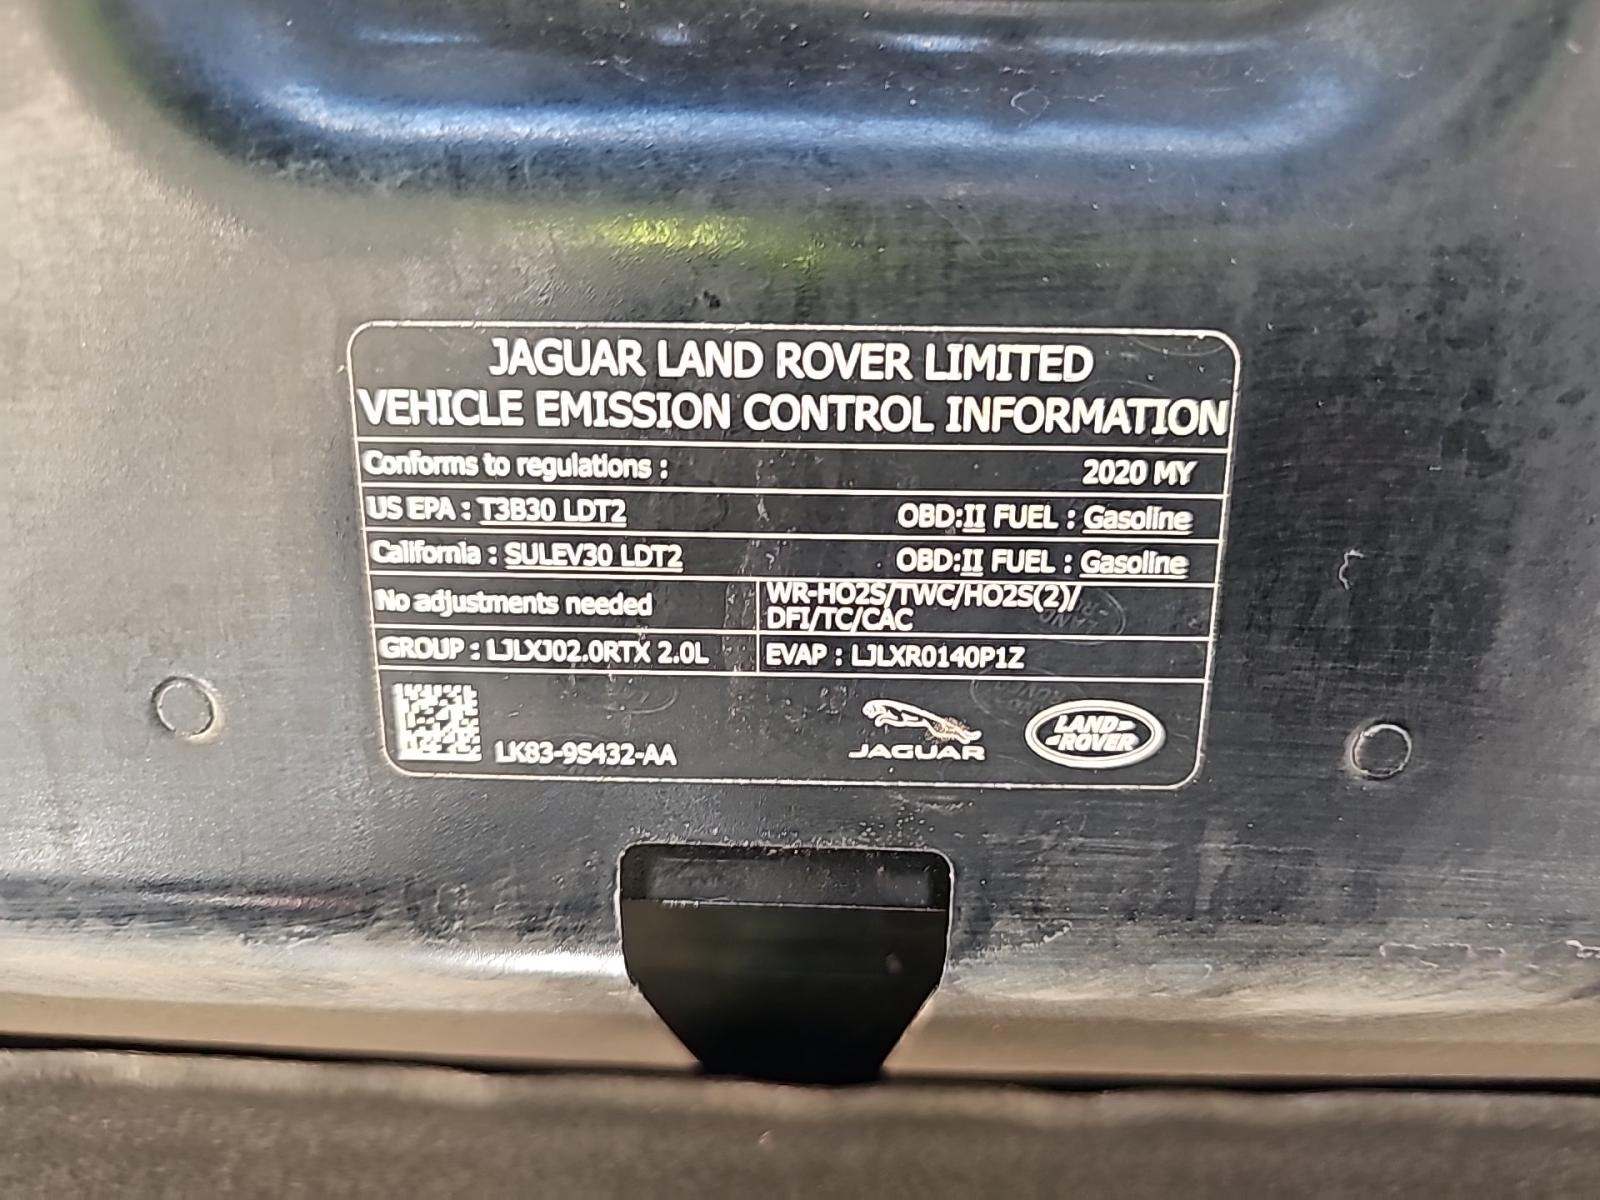 JAGUAR LAND ROVER LIMITED
VEHICLE EMISSION CONTROL INFORMATION
Conforms to regulations : 2020 MY
US EPA : T3B30 LDT2 OBD:II FUEL : Gasoline
California : SULEV30 LDT2 OBD:II FUEL : Gasoline
No adjustments needed
WR-HO2S/TWC/HO2S(2)/
DFI/TC/CAC
GROUP : LJLXJ02.0RTX 2.0L EVAP : LJLXR0140P1Z
LK83-9S432-AA
JAGUAR
LAND-
-ROVER